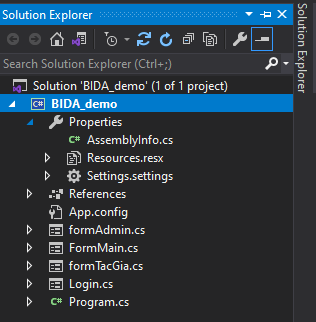 Solution Explorer
Search Solution Explorer (Ctrl+;)
Solution 'BIDA_demo' (1 of 1 project)
BIDA_demo
Properties
AssemblyInfo.cs
Resources.resx
Settings.settings
References
App.config
formAdmin.cs
FormMain.cs
formTacGia.cs
Login.cs
Program.cs
Solution Explorer